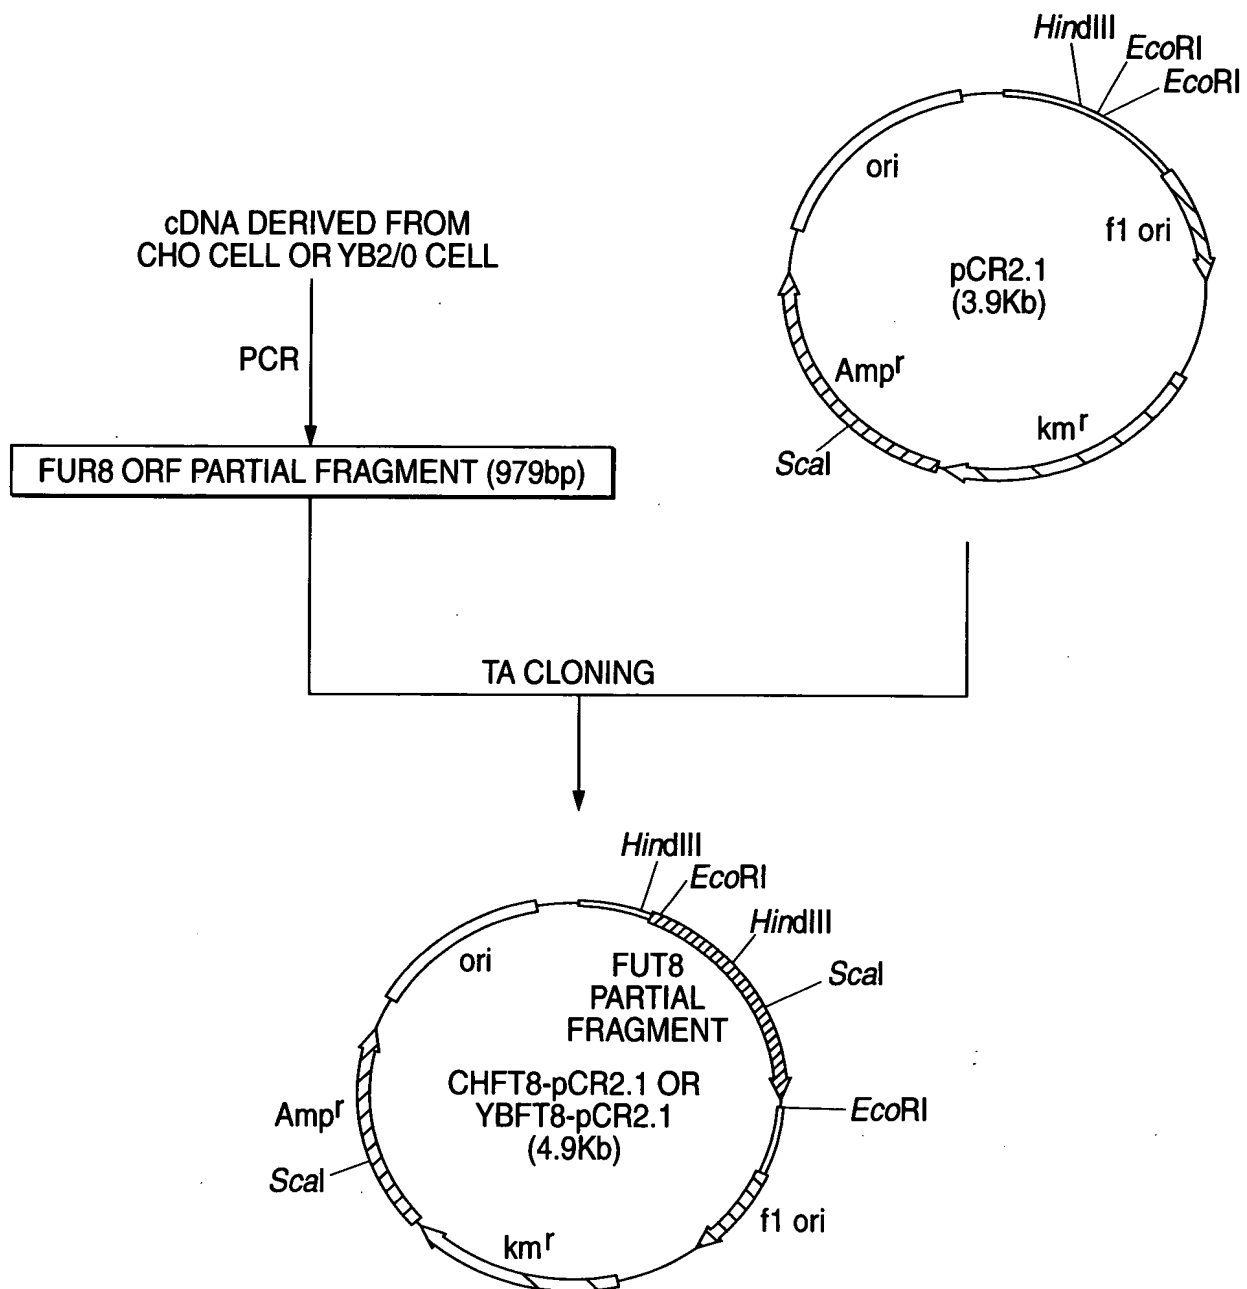 HindIII
EcoRI
EcoRI
ori
f1 ori
pCR2.1
(3.9Kb)
Ampr
kmr
ScaI
cDNA DERIVED FROM
CHO CELL OR YB2/0 CELL
PCR
FUR8 ORF PARTIAL FRAGMENT (979bp)
TA CLONING
HindIII
EcoRI
HindIII
ScaI
ori
FUT8
PARTIAL
FRAGMENT
CHFT8-pCR2.1 OR
YBFT8-pCR2.1
(4.9Kb)
EcoRI
Ampr
ScaI
f1 ori
kmr